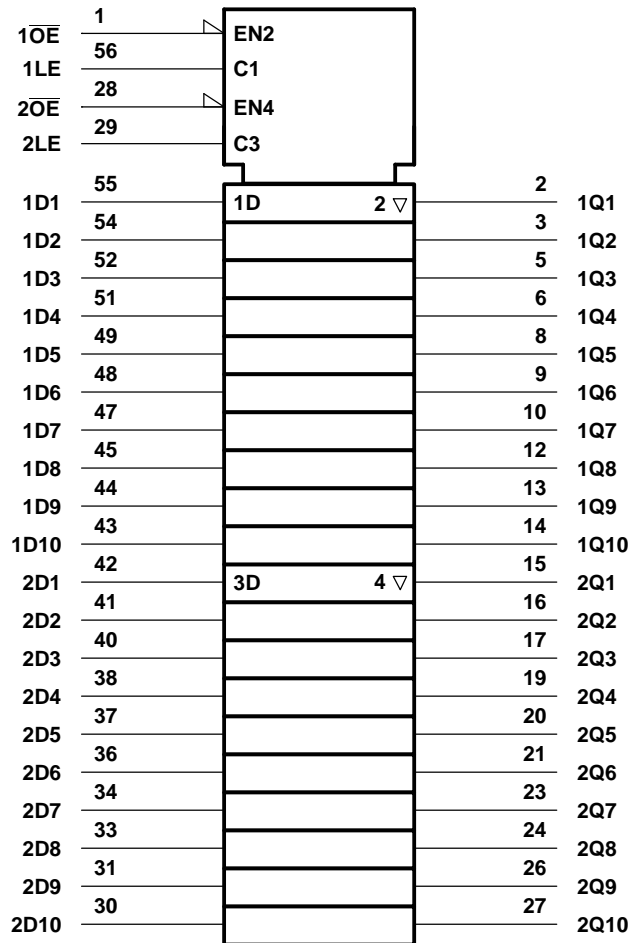 1O̅E̅ 1 EN2
1LE 56 C1
2O̅E̅ 28 EN4
2LE 29 C3
1D1 55 1D 2 ▽ 2 1Q1
1D2 54 3 1Q2
1D3 52 5 1Q3
1D4 51 6 1Q4
1D5 49 8 1Q5
1D6 48 9 1Q6
1D7 47 10 1Q7
1D8 45 12 1Q8
1D9 44 13 1Q9
1D10 43 14 1Q10
2D1 42 3D 4 ▽ 15 2Q1
2D2 41 16 2Q2
2D3 40 17 2Q3
2D4 38 19 2Q4
2D5 37 20 2Q5
2D6 36 21 2Q6
2D7 34 23 2Q7
2D8 33 24 2Q8
2D9 31 26 2Q9
2D10 30 27 2Q10